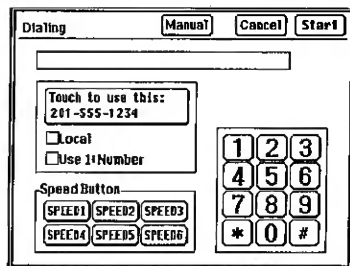 Dialing Manual Cancel Start
Touch to use this:
201-555-1234
Local
Use 1+Number
Speed Button
SPEED1 SPEED2 SPEED3
SPEED4 SPEED5 SPEED6
1 2 3
4 5 6
7 8 9
* 0 #